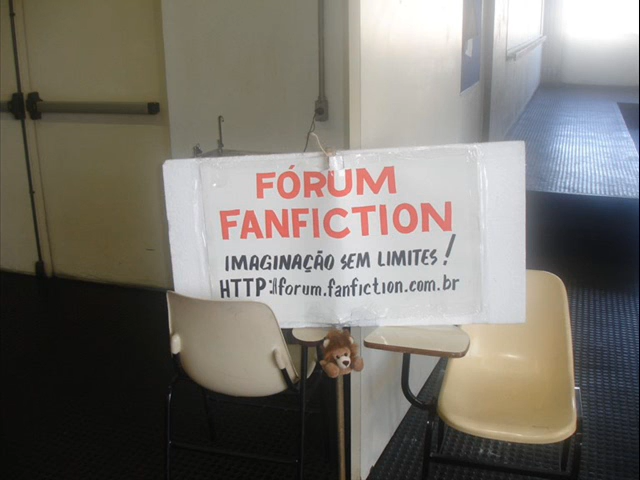 FÓRUM
FANFICTION
IMAGINAÇÃO SEM LIMITES!
HTTP://forum.fanfiction.com.br